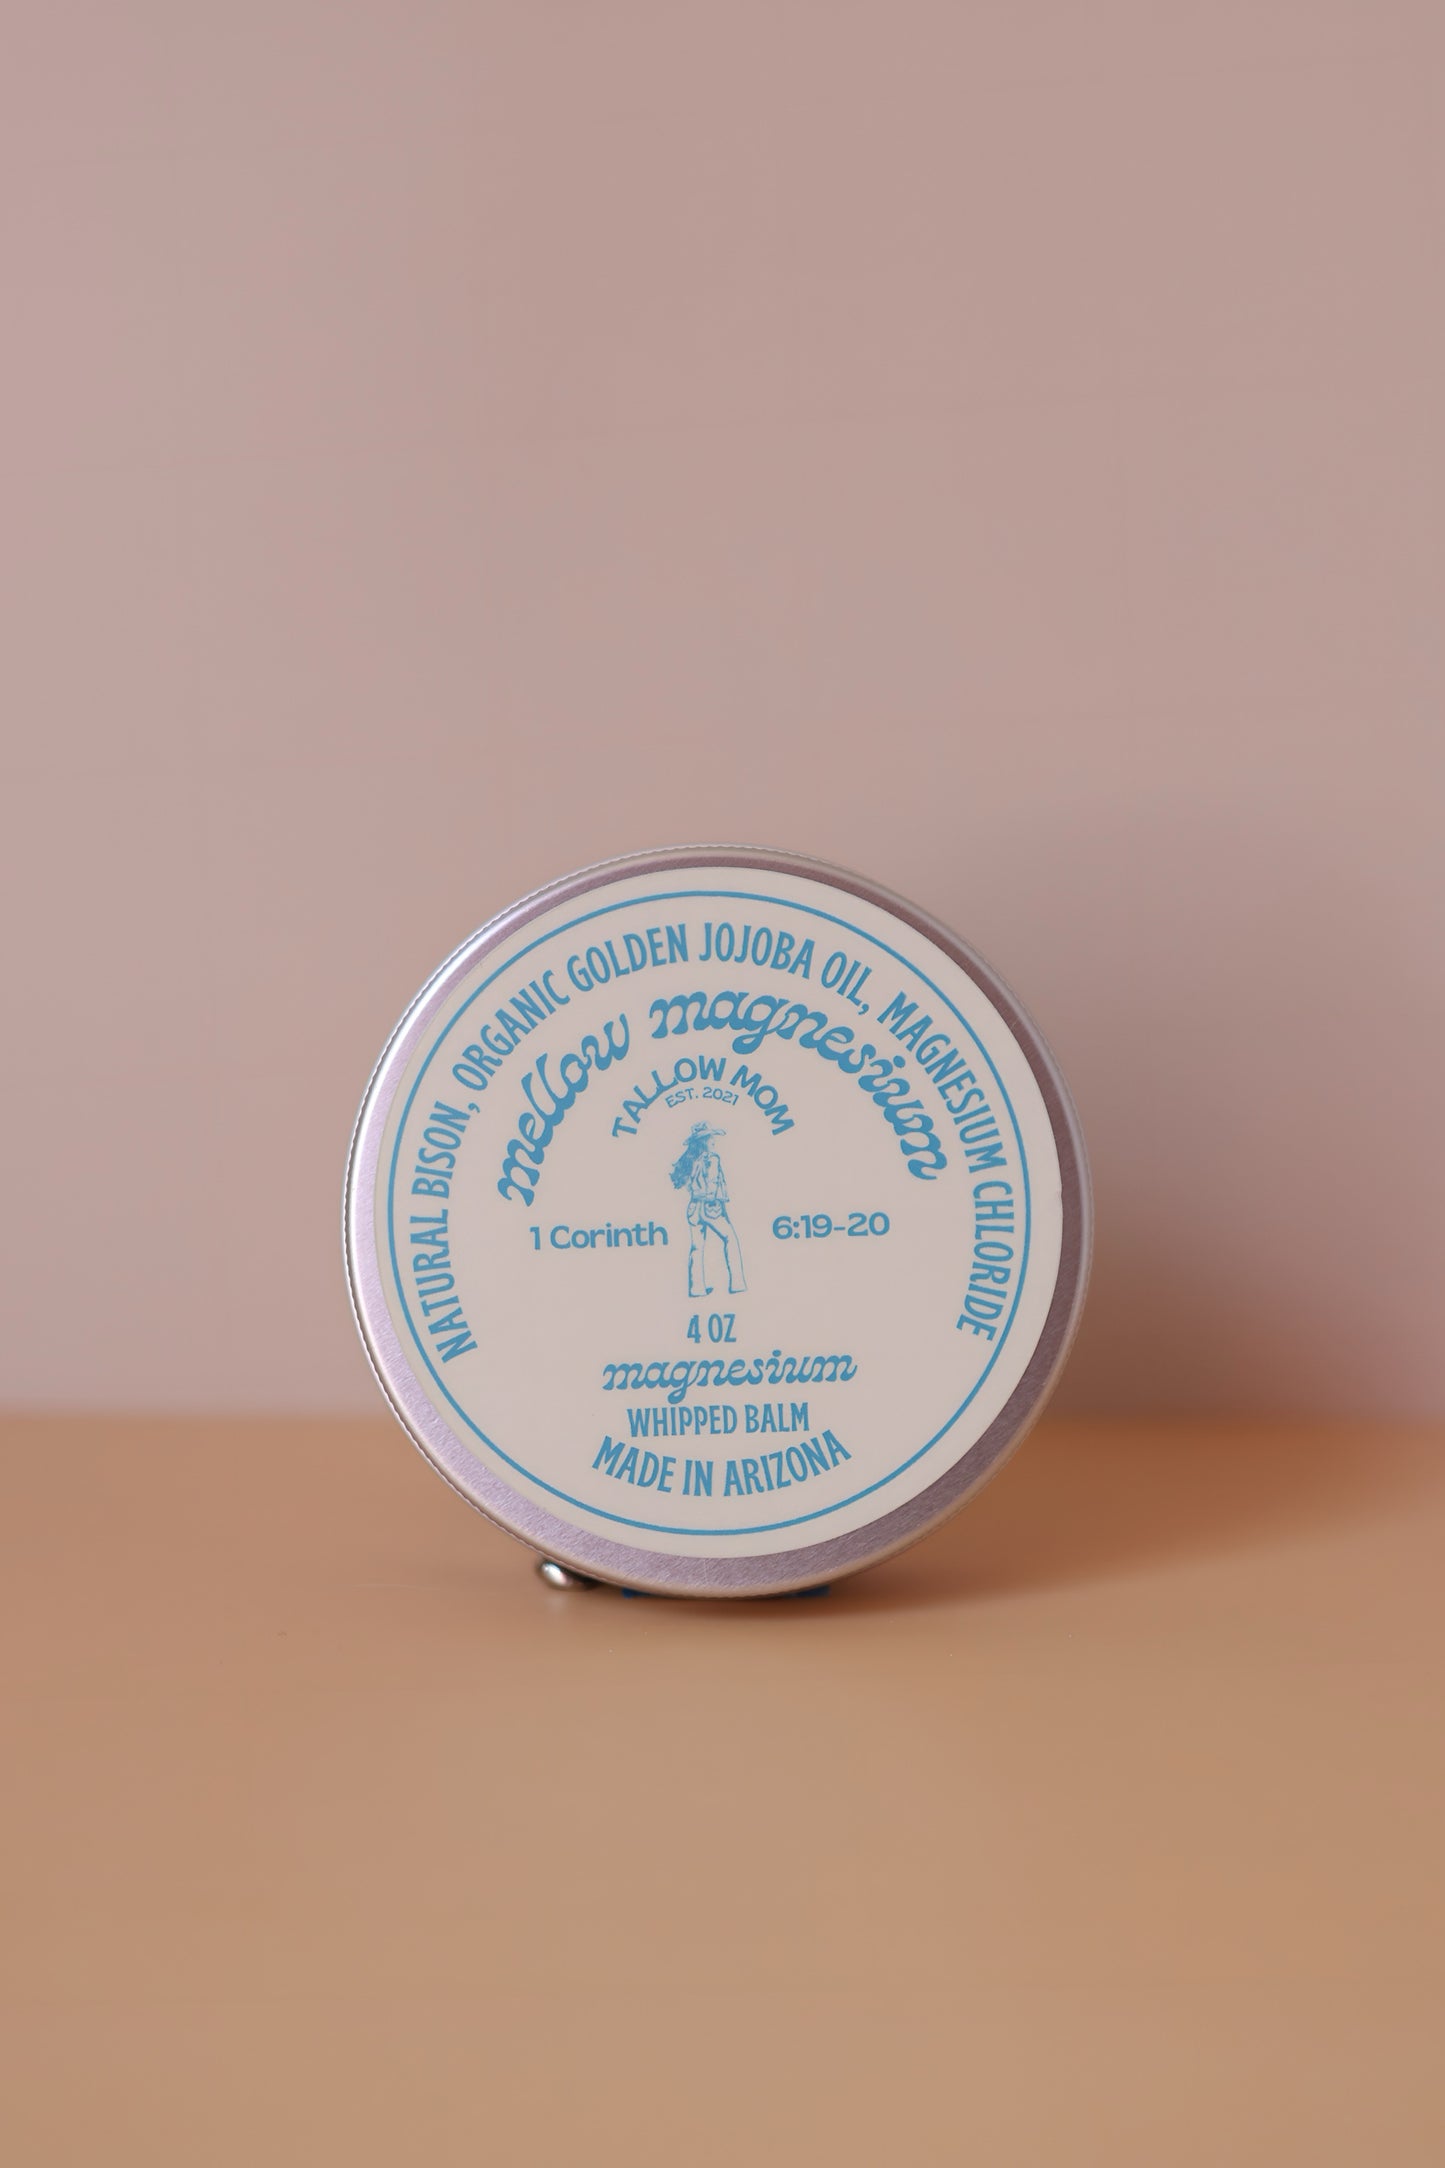 NATURAL BISON, ORGANIC GOLDEN JOJOBA OIL, MAGNESIUM CHLORIDE
mellow magnesium
TALLOW MOM
EST. 2021
1 Corinth 6:19-20
4 OZ
magnesium
WHIPPED BALM
MADE IN ARIZONA